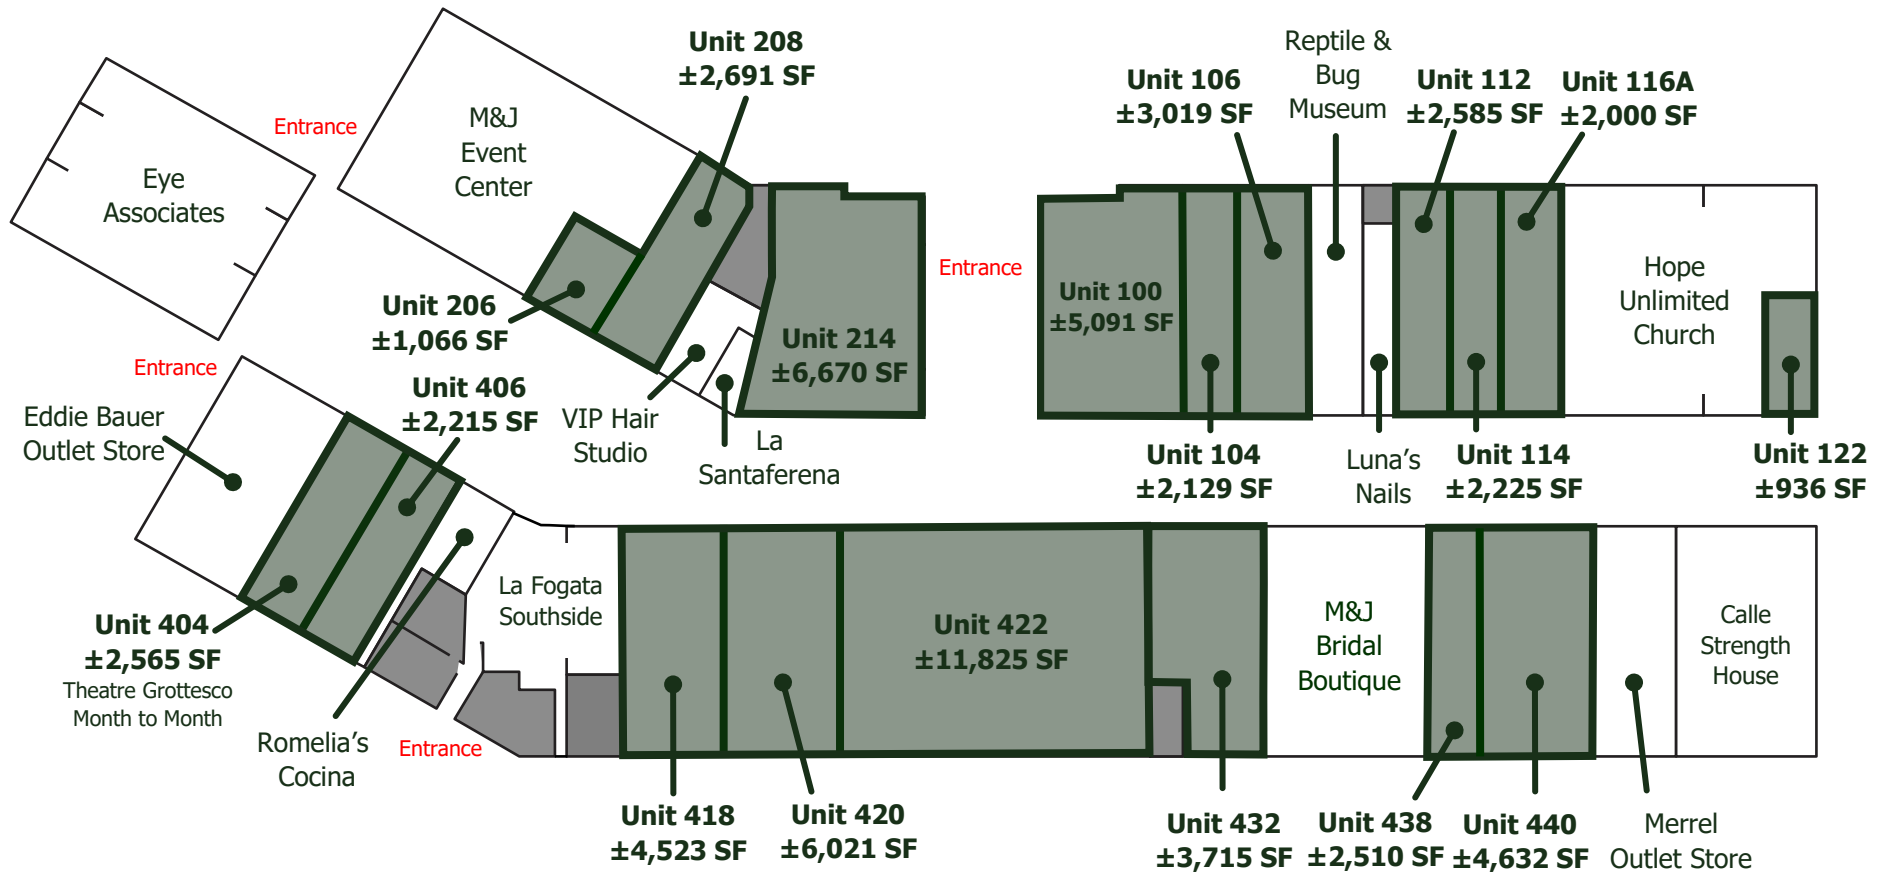 Unit 208
±2,691 SF
M&J
Event
Center
Entrance
Eye
Associates
Unit 206
±1,066 SF
Unit 214
±6,670 SF
Entrance
Unit 406
±2,215 SF
Eddie Bauer
Outlet Store
VIP Hair
Studio
La
Santaferena
Entrance
Reptile &
Bug
Museum
Unit 106
±3,019 SF
Unit 112
±2,585 SF
Unit 116A
±2,000 SF
Unit 100
±5,091 SF
Hope
Unlimited
Church
Unit 104
±2,129 SF
Luna's
Nails
Unit 114
±2,225 SF
Unit 122
±936 SF
Unit 404
±2,565 SF
Theatre Grottesco
Month to Month
Romelia's
Cocina
Entrance
La Fogata
Southside
Unit 422
±11,825 SF
M&J
Bridal
Boutique
Calle
Strength
House
Unit 418
±4,523 SF
Unit 420
±6,021 SF
Unit 432
±3,715 SF
Unit 438
±2,510 SF
Unit 440
±4,632 SF
Merrel
Outlet Store